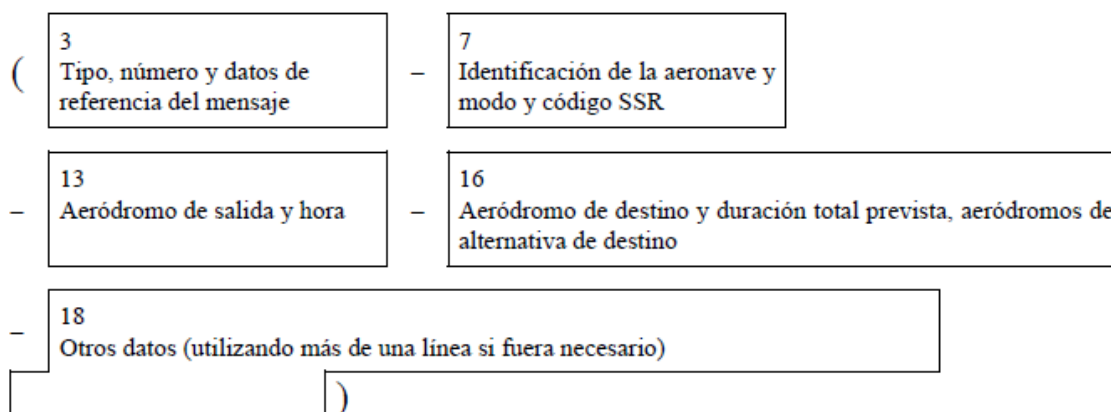 3
7
( Tipo, número y datos de – Identificación de la aeronave y
referencia del mensaje modo y código SSR
13
16
– Aeródromo de salida y hora – Aeródromo de destino y duración total prevista, aeródromos de
alternativa de destino
18
– Otros datos (utilizando más de una línea si fuera necesario)
)